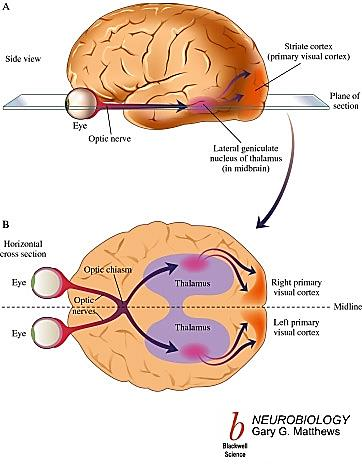 A
Side view
Striate cortex
(primary visual cortex)
Plane of
section
Eye
Optic nerve
Lateral geniculate
nucleus of thalamus
(in midbrain)
B
Horizontal
cross section
Optic chiasm
Eye
Thalamus
Optic
nerves
Right primary
visual cortex
Midline
Eye
Thalamus
Left primary
visual cortex
b
Blackwell
Science
NEUROBIOLOGY
Gary G. Matthews